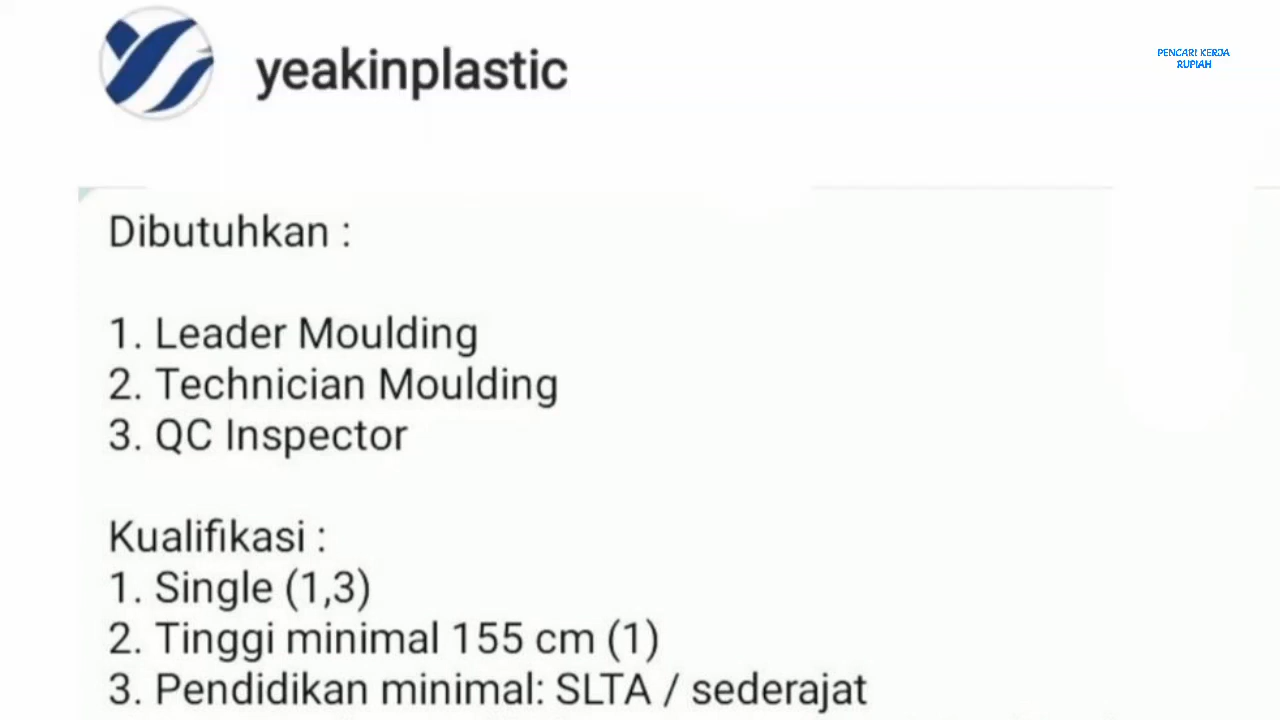 yeakinplastic
PENCARI KERJA
RUPIAH
Dibutuhkan :
1. Leader Moulding
2. Technician Moulding
3. QC Inspector
Kualifikasi :
1. Single (1,3)
2. Tinggi minimal 155 cm (1)
3. Pendidikan minimal: SLTA / sederajat